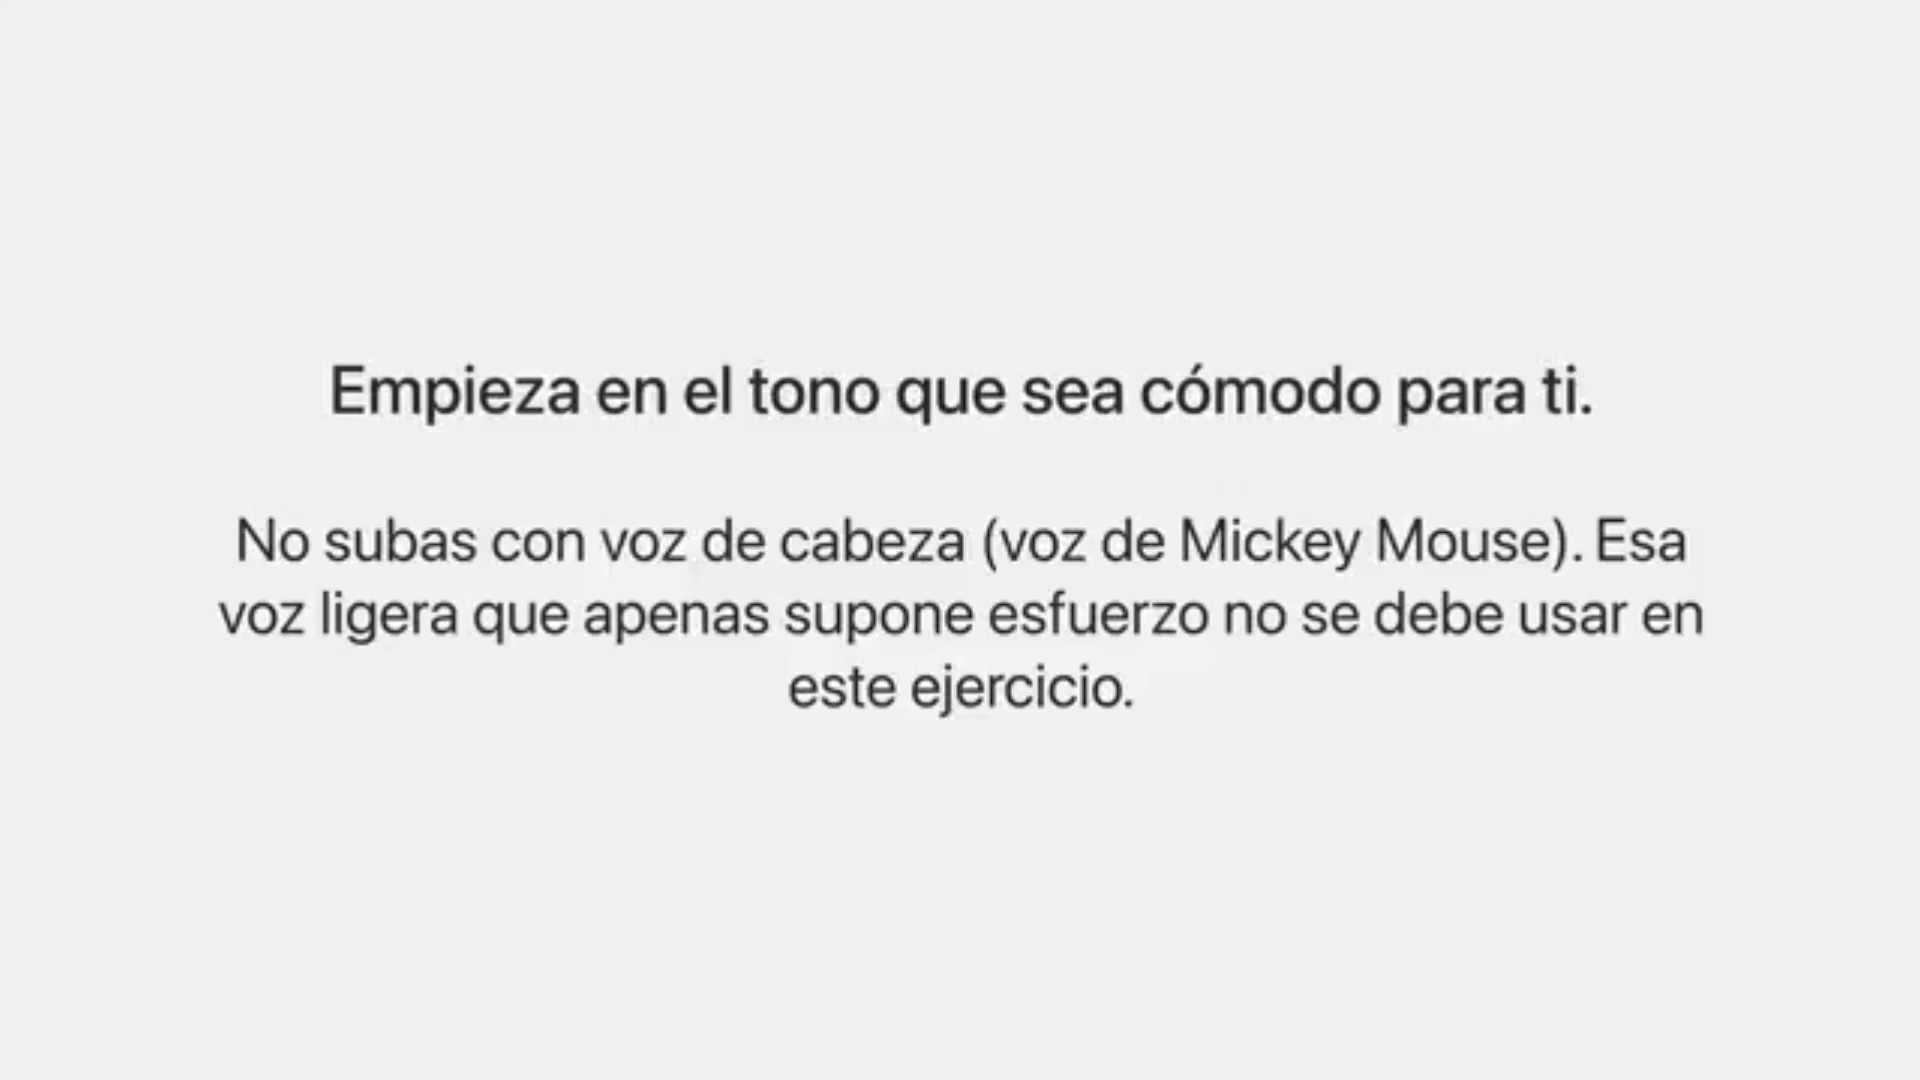 Empieza en el tono que sea cómodo para ti.
No subas con voz de cabeza (voz de Mickey Mouse). Esa
voz ligera que apenas supone esfuerzo no se debe usar en
este ejercicio.